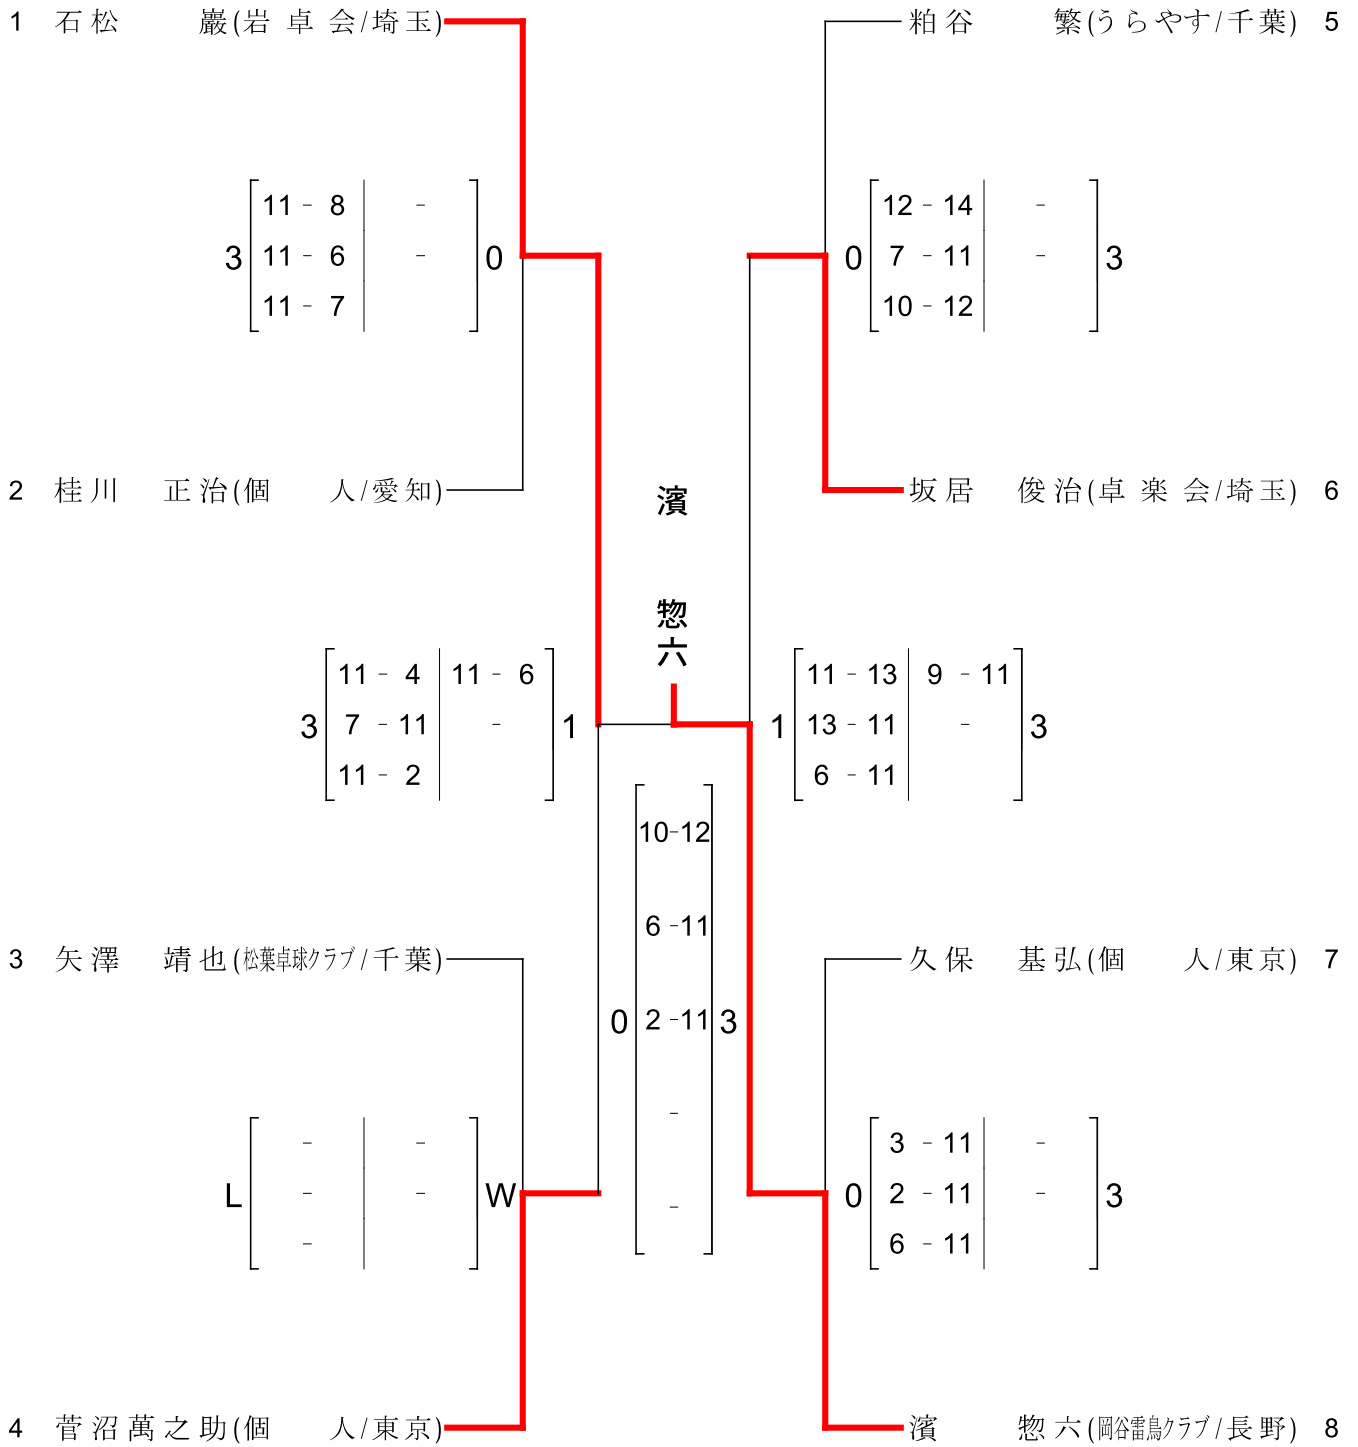 1 石松 巖(岩卓会/埼玉)
粕谷 繁(うらやす/千葉) 5
3 11 - 8 - 0
11 - 6 -
11 - 7
0 12 - 14 - 3
7 - 11 -
10 - 12
2 桂川 正治(個人/愛知)
坂居 俊治(卓楽会/埼玉) 6
濱 惣六
3 11 - 4 11 - 6 1
7 - 11 -
11 - 2
1 11 - 13 9 - 11 3
13 - 11 -
6 - 11
0 10-12 3
6-11
2-11
-
-
3 矢澤 靖也(松葉卓球クラブ/千葉)
久保 基弘(個人/東京) 7
L - - W
- -
-
0 3 - 11 - 3
2 - 11 -
6 - 11
4 菅沼萬之助(個人/東京)
濱 惣六(岡谷雷鳥クラブ/長野) 8